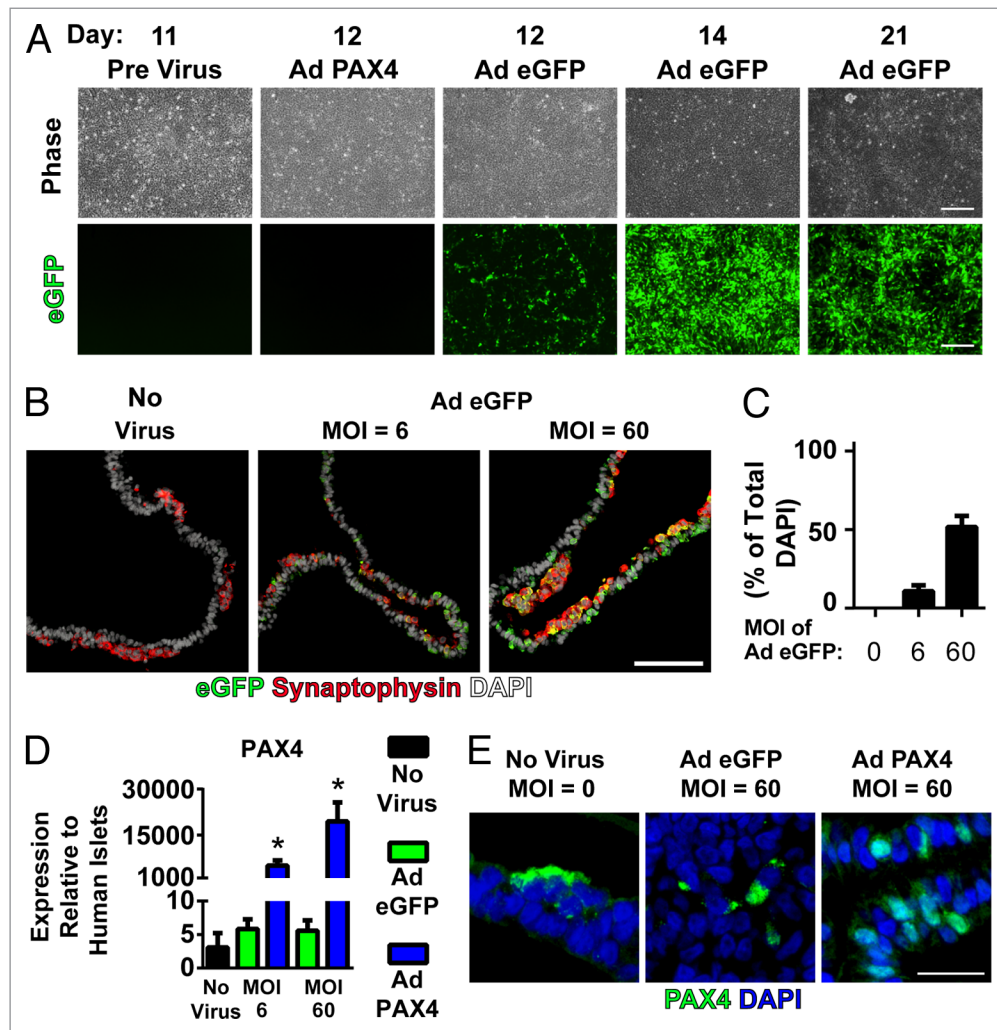 A
Day: 11 12 12 14 21
Pre Virus Ad PAX4 Ad eGFP Ad eGFP Ad eGFP
Phase
eGFP
B
No
Virus
Ad eGFP
MOI = 6 MOI = 60
eGFP Synaptophysin DAPI
C
(% of Total
DAPI)
100
50
0
MOI of
Ad eGFP: 0 6 60
D
PAX4
Expression
Relative to
Human Islets
30000
15000
1000
10
5
0
* *
No
Virus
MOI
6
MOI
60
No
Virus
Ad
eGFP
Ad
PAX4
E
No Virus
MOI = 0
Ad eGFP
MOI = 60
Ad PAX4
MOI = 60
PAX4 DAPI